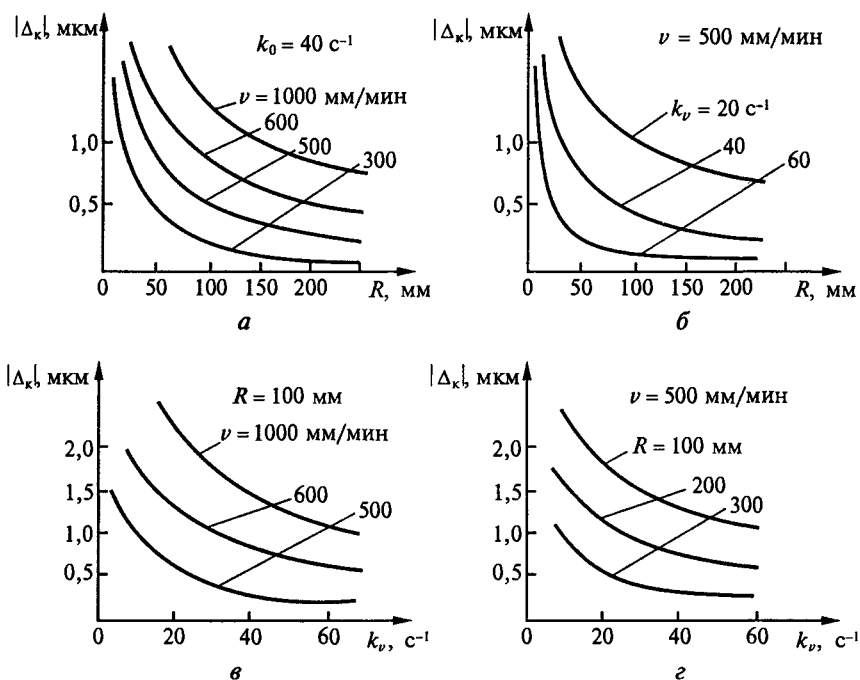 |Δκ|, мкм
k₀ = 40 с⁻¹
v = 1000 мм/мин
600
500
300
1,0
0,5
0 50 100 150 200 R, мм
а
|Δκ|, мкм
v = 500 мм/мин
kᵥ = 20 с⁻¹
40
60
1,0
0,5
0 50 100 150 200 R, мм
б
|Δκ|, мкм
R = 100 мм
v = 1000 мм/мин
600
500
2,0
1,5
1,0
0,5
0 20 40 60 kᵥ, с⁻¹
в
|Δκ|, мкм
v = 500 мм/мин
R = 100 мм
200
300
2,0
1,5
1,0
0,5
0 20 40 60 kᵥ, с⁻¹
г